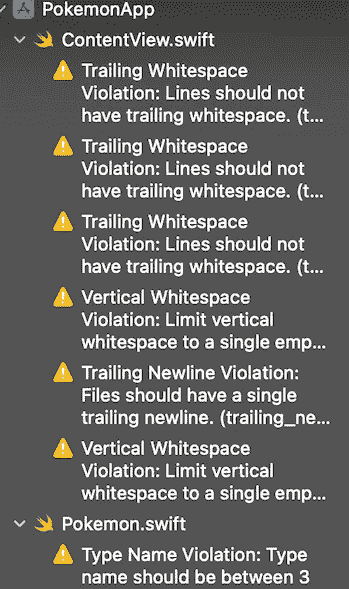 PokemonApp
ContentView.swift
Trailing Whitespace
Violation: Lines should not
have trailing whitespace. (t...
Trailing Whitespace
Violation: Lines should not
have trailing whitespace. (t...
Trailing Whitespace
Violation: Lines should not
have trailing whitespace. (t...
Vertical Whitespace
Violation: Limit vertical
whitespace to a single emp...
Trailing Newline Violation:
Files should have a single
trailing newline. (trailing_ne...
Vertical Whitespace
Violation: Limit vertical
whitespace to a single emp...
Pokemon.swift
Type Name Violation: Type
name should be between 3